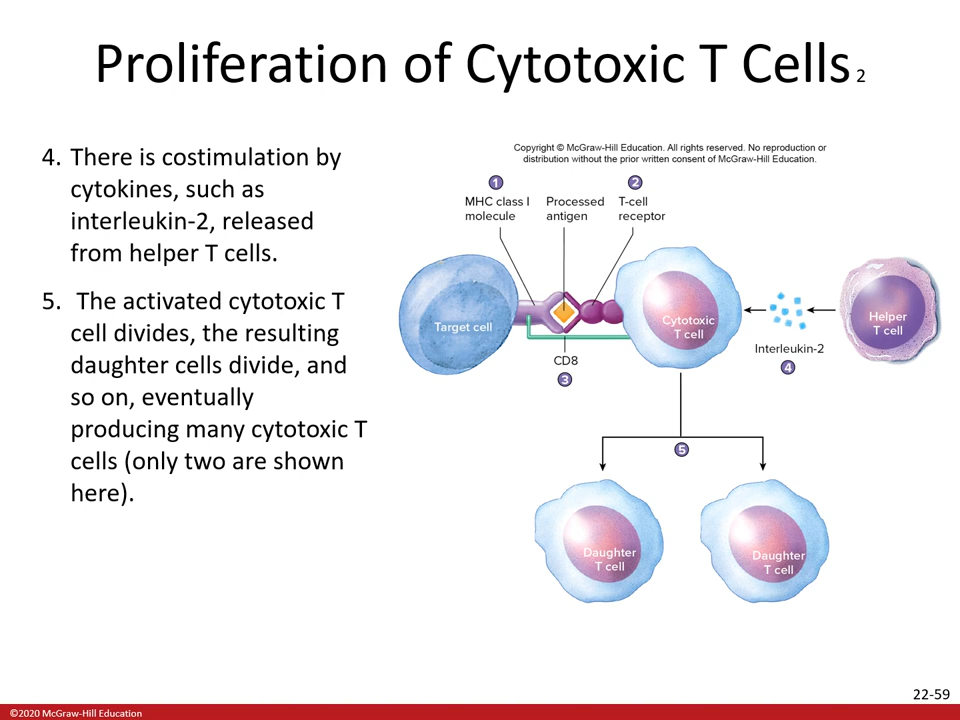 Proliferation of Cytotoxic T Cells 2
4. There is costimulation by
cytokines, such as
interleukin-2, released
from helper T cells.
5. The activated cytotoxic T
cell divides, the resulting
daughter cells divide, and
so on, eventually
producing many cytotoxic T
cells (only two are shown
here).
Copyright © McGraw-Hill Education. All rights reserved. No reproduction or
distribution without the prior written consent of McGraw-Hill Education.
1
MHC class I
molecule
Processed
antigen
2
T-cell
receptor
Target cell
Cytotoxic
T cell
Helper
T cell
CD8
3
Interleukin-2
4
5
Daughter
T cell
Daughter
T cell
22-59
©2020 McGraw-Hill Education